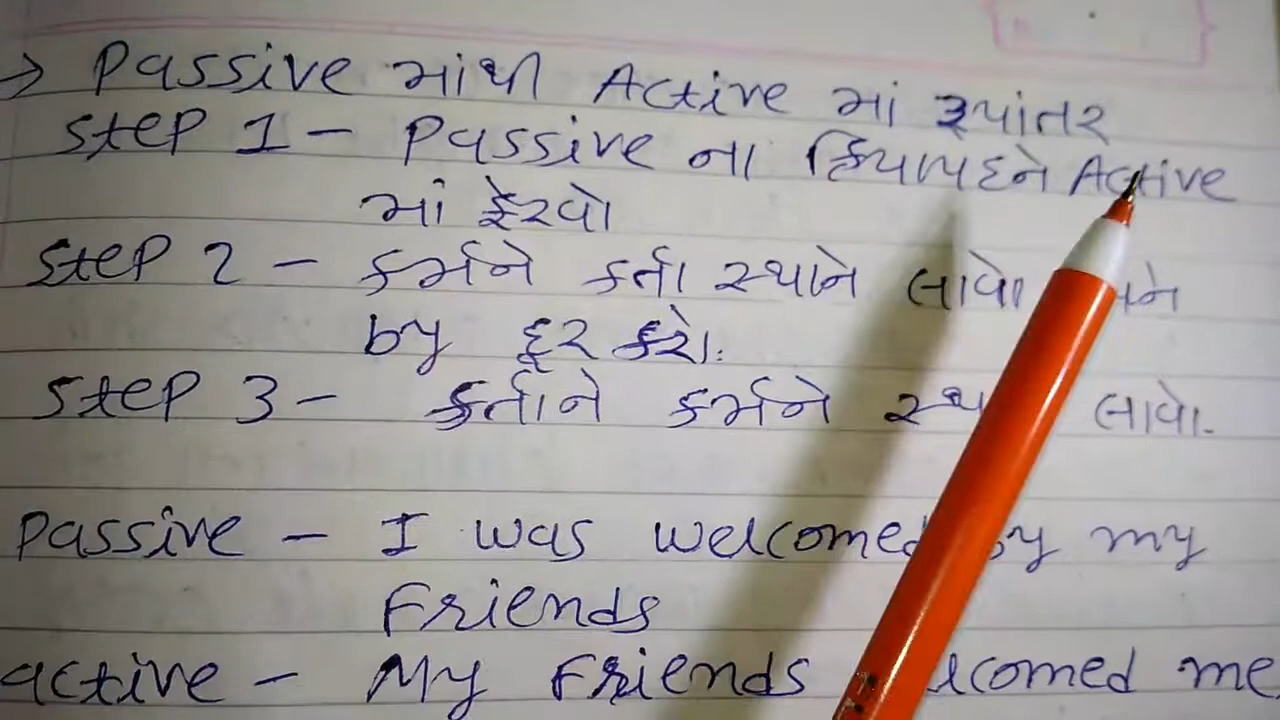 → Passive માંથી Active માં રૂપાંતર
Step 1 - Passive ના ક્રિયાપદને Active
માં ફેરવો
Step 2 - કર્મને કર્તા સ્થાને લાવો
by દૂર કરો.
Step 3 - કર્તાને કર્મને લાવો.
Passive - I was welcomed my
Friends
active - My Friends me